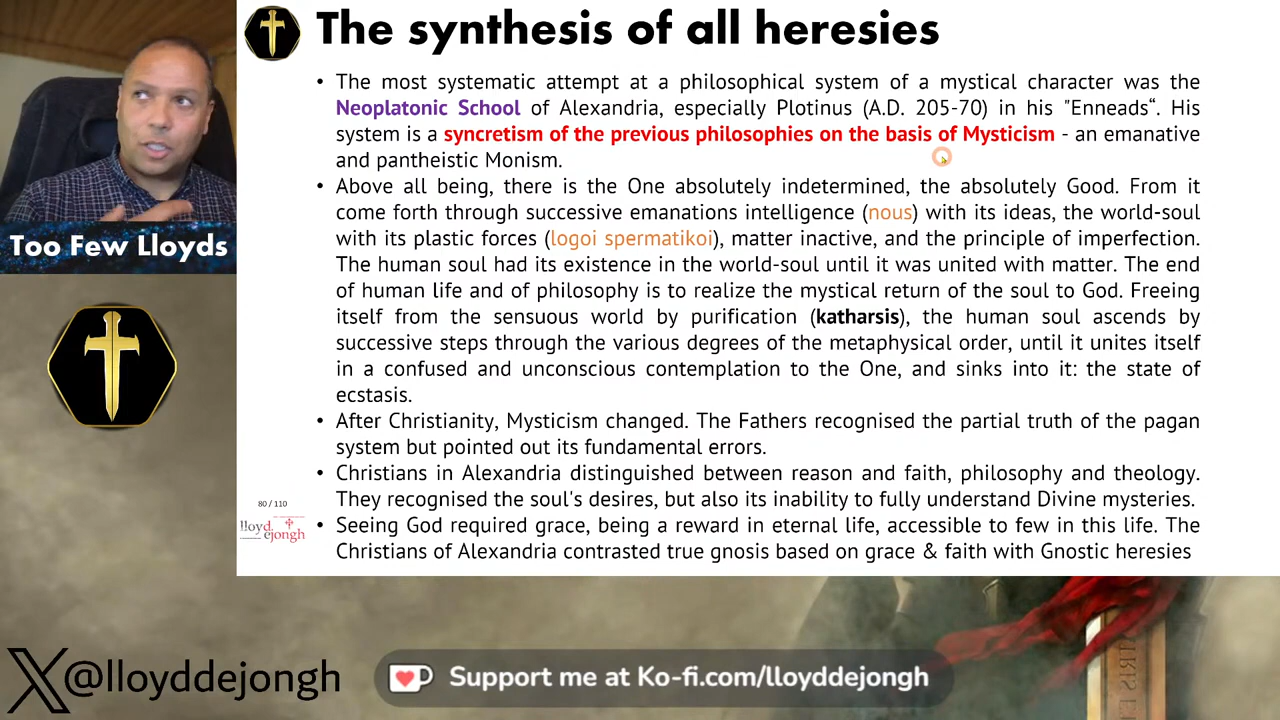 The synthesis of all heresies
• The most systematic attempt at a philosophical system of a mystical character was the
Neoplatonic School of Alexandria, especially Plotinus (A.D. 205-70) in his "Enneads“. His
system is a syncretism of the previous philosophies on the basis of Mysticism - an emanative
and pantheistic Monism.
• Above all being, there is the One absolutely indetermined, the absolutely Good. From it
come forth through successive emanations intelligence (nous) with its ideas, the world-soul
with its plastic forces (logoi spermatikoi), matter inactive, and the principle of imperfection.
The human soul had its existence in the world-soul until it was united with matter. The end
of human life and of philosophy is to realize the mystical return of the soul to God. Freeing
itself from the sensuous world by purification (katharsis), the human soul ascends by
successive steps through the various degrees of the metaphysical order, until it unites itself
in a confused and unconscious contemplation to the One, and sinks into it: the state of
ecstasis.
• After Christianity, Mysticism changed. The Fathers recognised the partial truth of the pagan
system but pointed out its fundamental errors.
• Christians in Alexandria distinguished between reason and faith, philosophy and theology.
They recognised the soul's desires, but also its inability to fully understand Divine mysteries.
• Seeing God required grace, being a reward in eternal life, accessible to few in this life. The
Christians of Alexandria contrasted true gnosis based on grace & faith with Gnostic heresies
Too Few Lloyds
80 / 110
lloyd
dejongh
X@lloyddejongh
Support me at Ko-fi.com/lloyddejongh